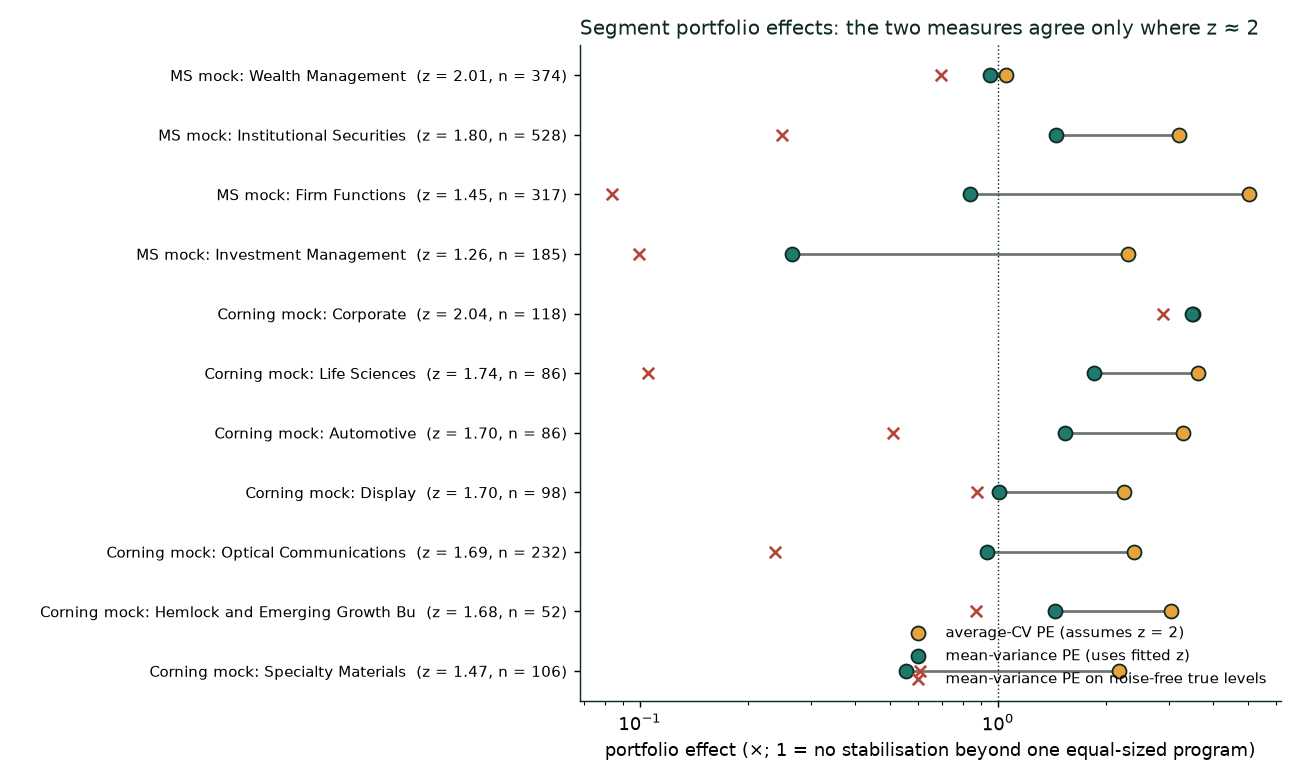 Segment portfolio effects: the two measures agree only where z ≈ 2
MS mock: Wealth Management (z = 2.01, n = 374)
MS mock: Institutional Securities (z = 1.80, n = 528)
MS mock: Firm Functions (z = 1.45, n = 317)
MS mock: Investment Management (z = 1.26, n = 185)
Corning mock: Corporate (z = 2.04, n = 118)
Corning mock: Life Sciences (z = 1.74, n = 86)
Corning mock: Automotive (z = 1.70, n = 86)
Corning mock: Display (z = 1.70, n = 98)
Corning mock: Optical Communications (z = 1.69, n = 232)
Corning mock: Hemlock and Emerging Growth Bu (z = 1.68, n = 52)
Corning mock: Specialty Materials (z = 1.47, n = 106)
average-CV PE (assumes z = 2)
mean-variance PE (uses fitted z)
mean-variance PE on noise-free true levels
10⁻¹ 10⁰
portfolio effect (×; 1 = no stabilisation beyond one equal-sized program)